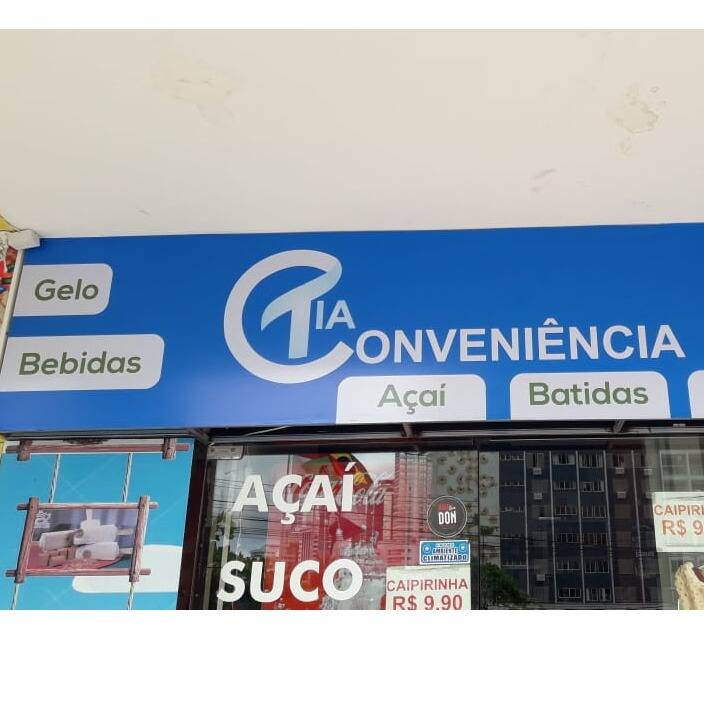 Gelo
Bebidas
TIA
CONVENIÊNCIA
Açaí
Batidas
AÇAÍ
SUCO
DON
AMBIENTE
CLIMATIZADO
CAIPIRINHA
R$ 9,90
CAIPIRI
R$ 9